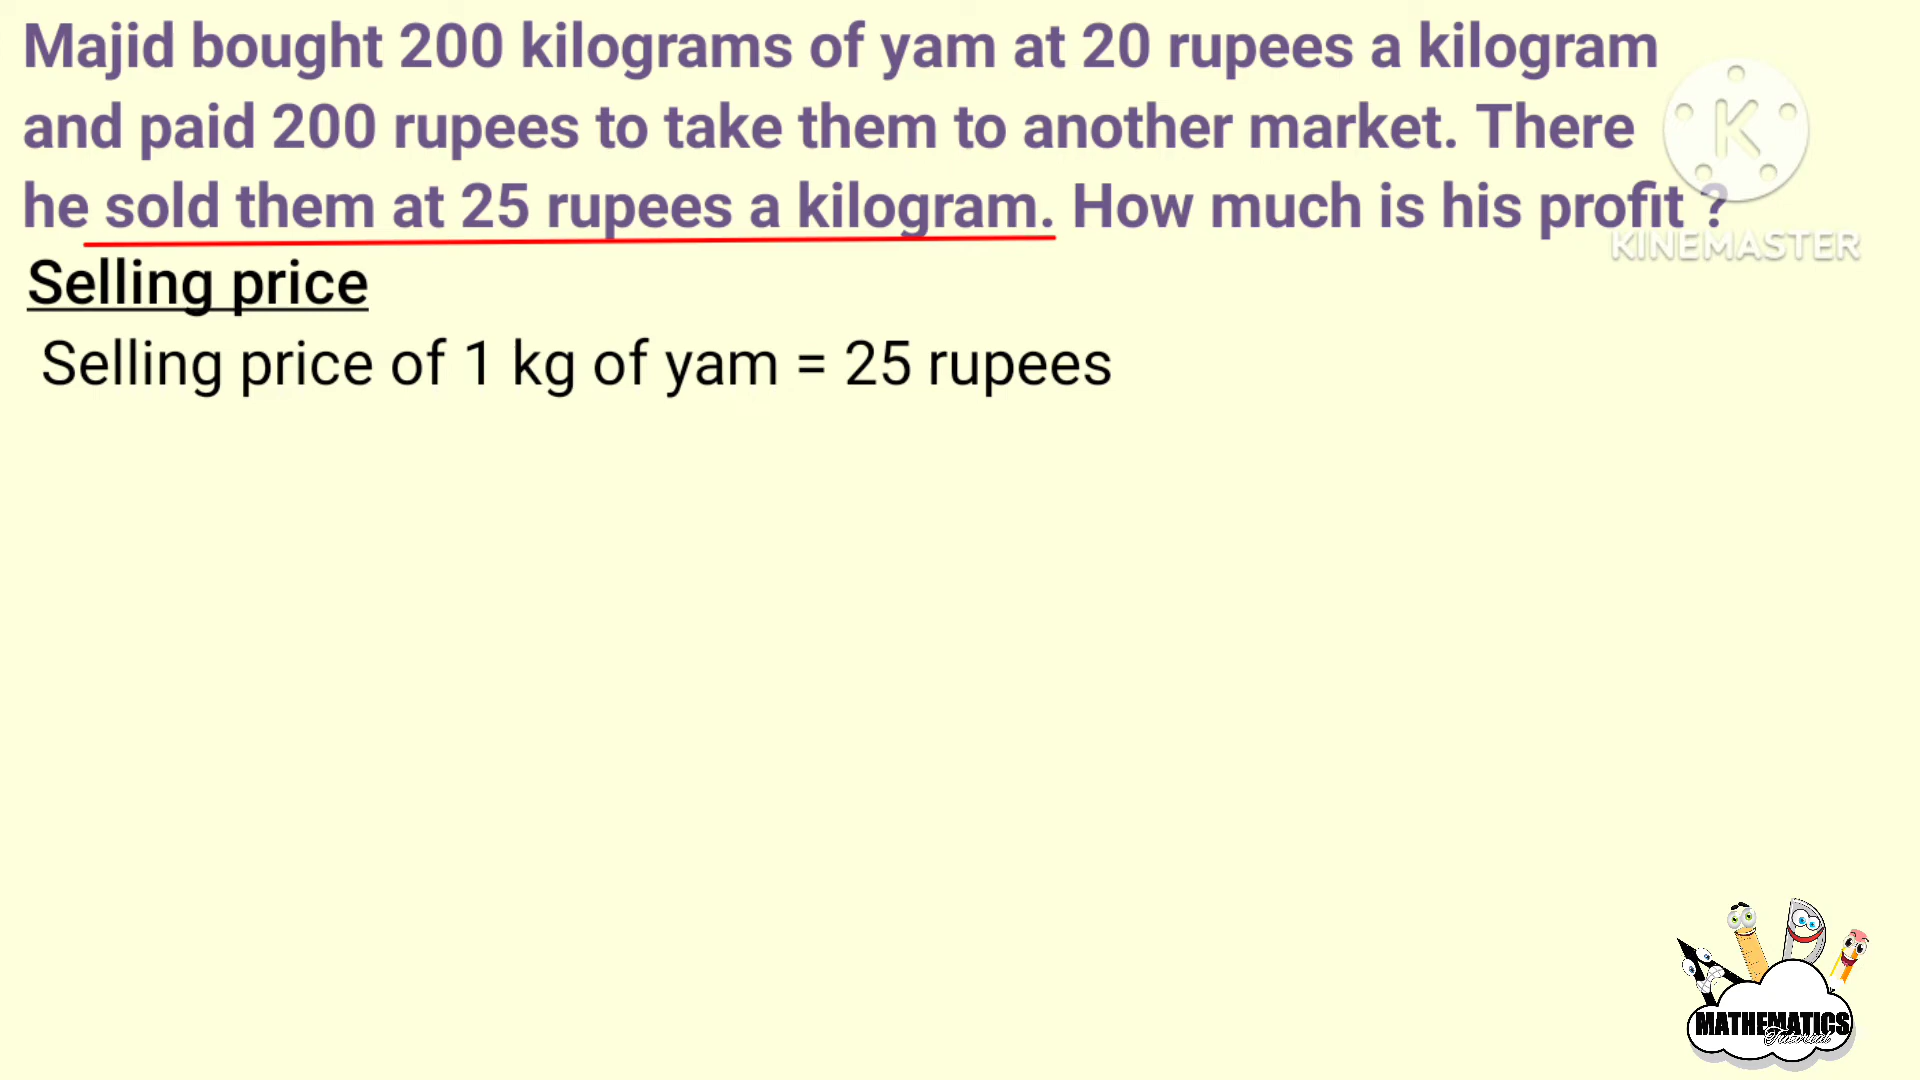 Majid bought 200 kilograms of yam at 20 rupees a kilogram
and paid 200 rupees to take them to another market. There
he sold them at 25 rupees a kilogram. How much is his profit ?
K
KINEMASTER
Selling price
Selling price of 1 kg of yam = 25 rupees
MATHEMATICS
Tutorial